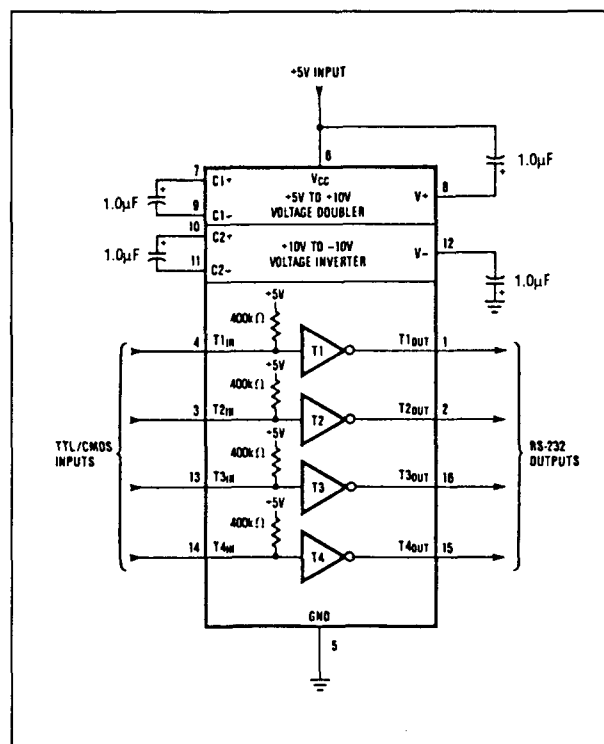 +5V INPUT
6
VCC
7
C1+
+5V TO +10V
VOLTAGE DOUBLER
V+
8
1.0µF
1.0µF
9
C1−
10
C2+
+10V TO −10V
VOLTAGE INVERTER
V−
12
1.0µF
11
C2−
1.0µF
+5V
400kΩ
4
T1IN
T1
T1OUT
1
+5V
400kΩ
3
T2IN
T2
T2OUT
2
TTL/CMOS
INPUTS
RS-232
OUTPUTS
+5V
400kΩ
13
T3IN
T3
T3OUT
16
+5V
400kΩ
14
T4IN
T4
T4OUT
15
GND
5